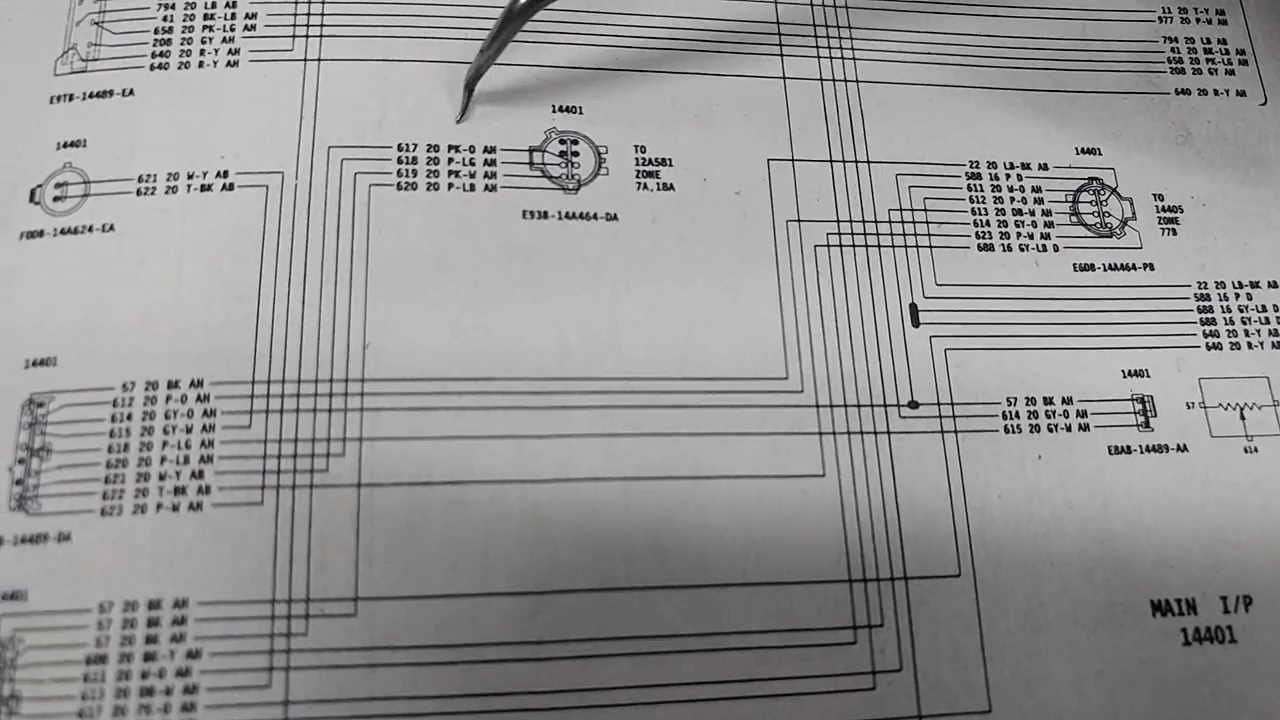 794 20 LB AB
41 20 BK-LB AH
658 20 PK-LG AH
208 20 GY AH
640 20 R-Y AH
640 20 R-Y AH
E9TB-14489-EA
11 20 T-Y AH
977 20 P-W AH
794 20 LB AB
41 20 BK-LB AH
658 20 PK-LG AH
208 20 GY AH
640 20 R-Y AH
14401
621 20 W-Y AB
622 20 T-BK AB
F0DB-14A624-EA
14401
617 20 PK-O AH
618 20 P-LG AH
619 20 PK-W AH
620 20 P-LB AH
TO
12A581
ZONE
7A,18A
E93B-14A464-DA
14401
22 20 LB-BK AB
588 16 P D
611 20 W-O AH
612 20 P-O AH
613 20 DB-W AH
614 20 GY-O AH
623 20 P-W AH
688 16 GY-LB D
TO
14405
ZONE
77B
E6DB-14A464-PB
22 20 LB-BK AB
588 16 P D
688 16 GY-LB D
688 16 GY-LB D
640 20 R-Y AB
640 20 R-Y AB
14401
57 20 BK AH
612 20 P-O AH
614 20 GY-O AH
615 20 GY-W AH
618 20 P-LG AH
620 20 P-LB AH
621 20 W-Y AB
622 20 T-BK AB
623 20 P-W AH
-14489-DA
14401
57 20 BK AH
614 20 GY-O AH
615 20 GY-W AH
E8AB-14489-AA
57
614
57 20 BK AH
57 20 BK AH
57 20 BK AH
20 BK-Y AH
611 20 W-O AH
613 20 DB-W AH
617 20 PK-O AH
MAIN I/P
14401